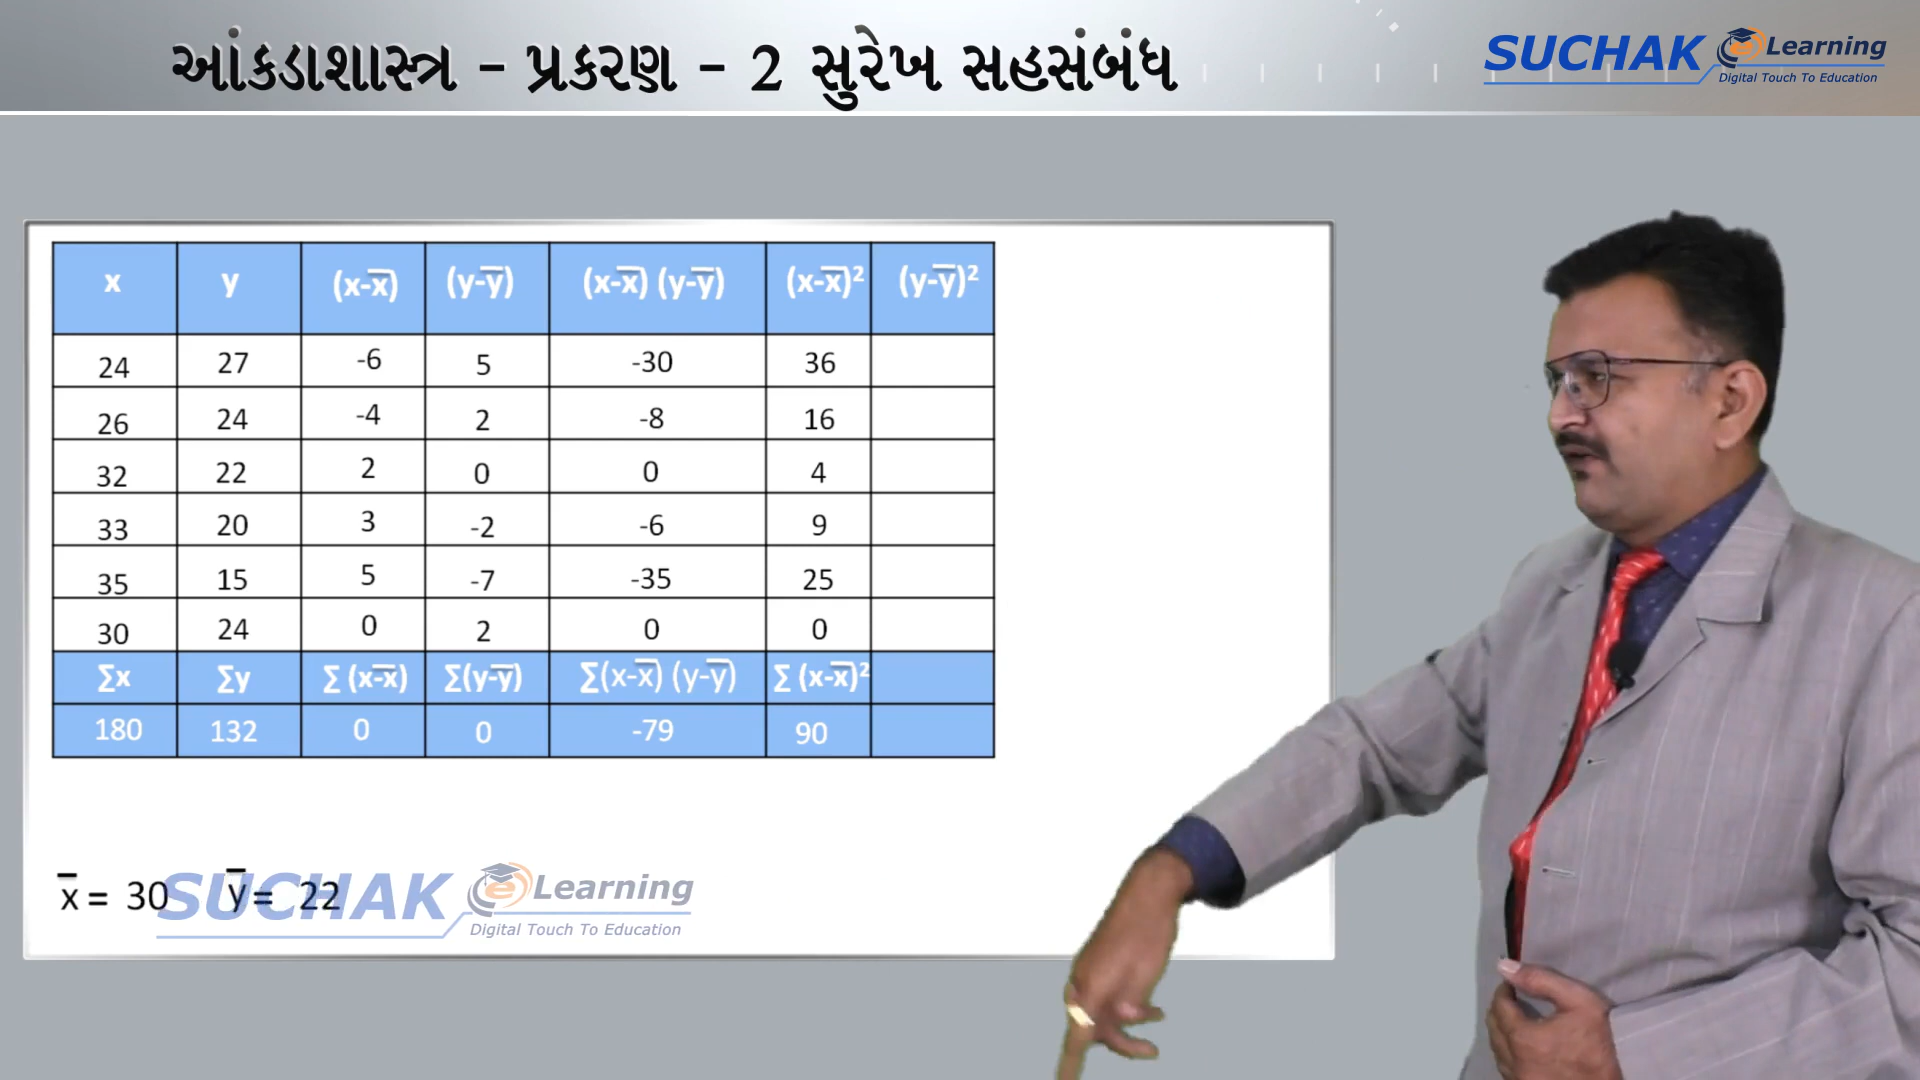 આંકડાશાસ્ત્ર - પ્રકરણ - 2 સુરેખ સહસંબંધ
SUCHAK e Learning
Digital Touch To Education
x y (x-x̅) (y-y̅) (x-x̅) (y-y̅) (x-x̅)² (y-y̅)²
24 27 -6 5 -30 36
26 24 -4 2 -8 16
32 22 2 0 0 4
33 20 3 -2 -6 9
35 15 5 -7 -35 25
30 24 0 2 0 0
∑x ∑y ∑ (x-x̅) ∑(y-y̅) ∑(x-x̅) (y-y̅) ∑ (x-x̅)²
180 132 0 0 -79 90
x̅ = 30 y̅ = 22
SUCHAK e Learning
Digital Touch To Education